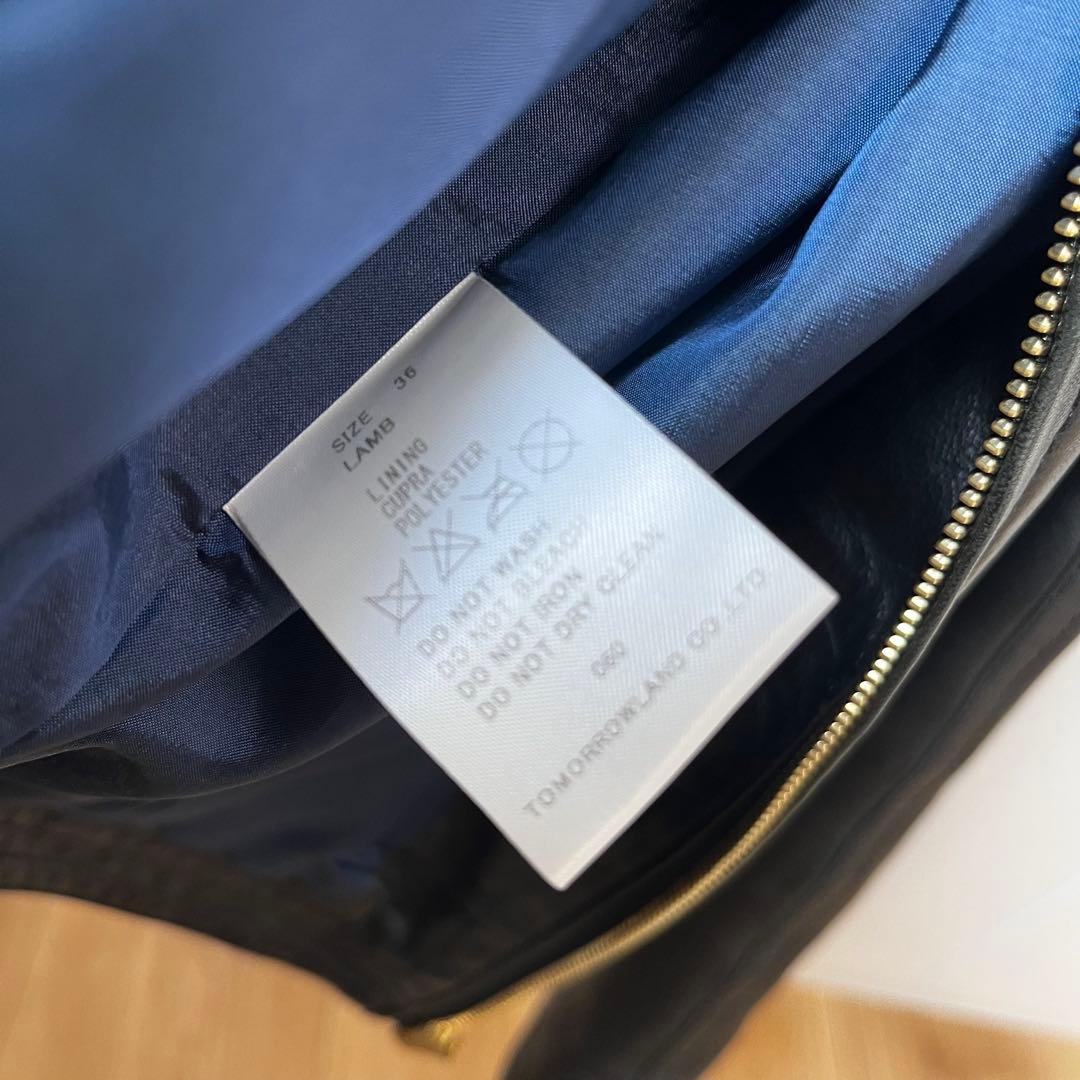 SIZE 36
LAMB
LINING
CUPRA
POLYESTER
DO NOT WASH
DO NOT BLEACH
DO NOT IRON
DO NOT DRY CLEAN
060
TOMORROWLAND CO.,LTD.